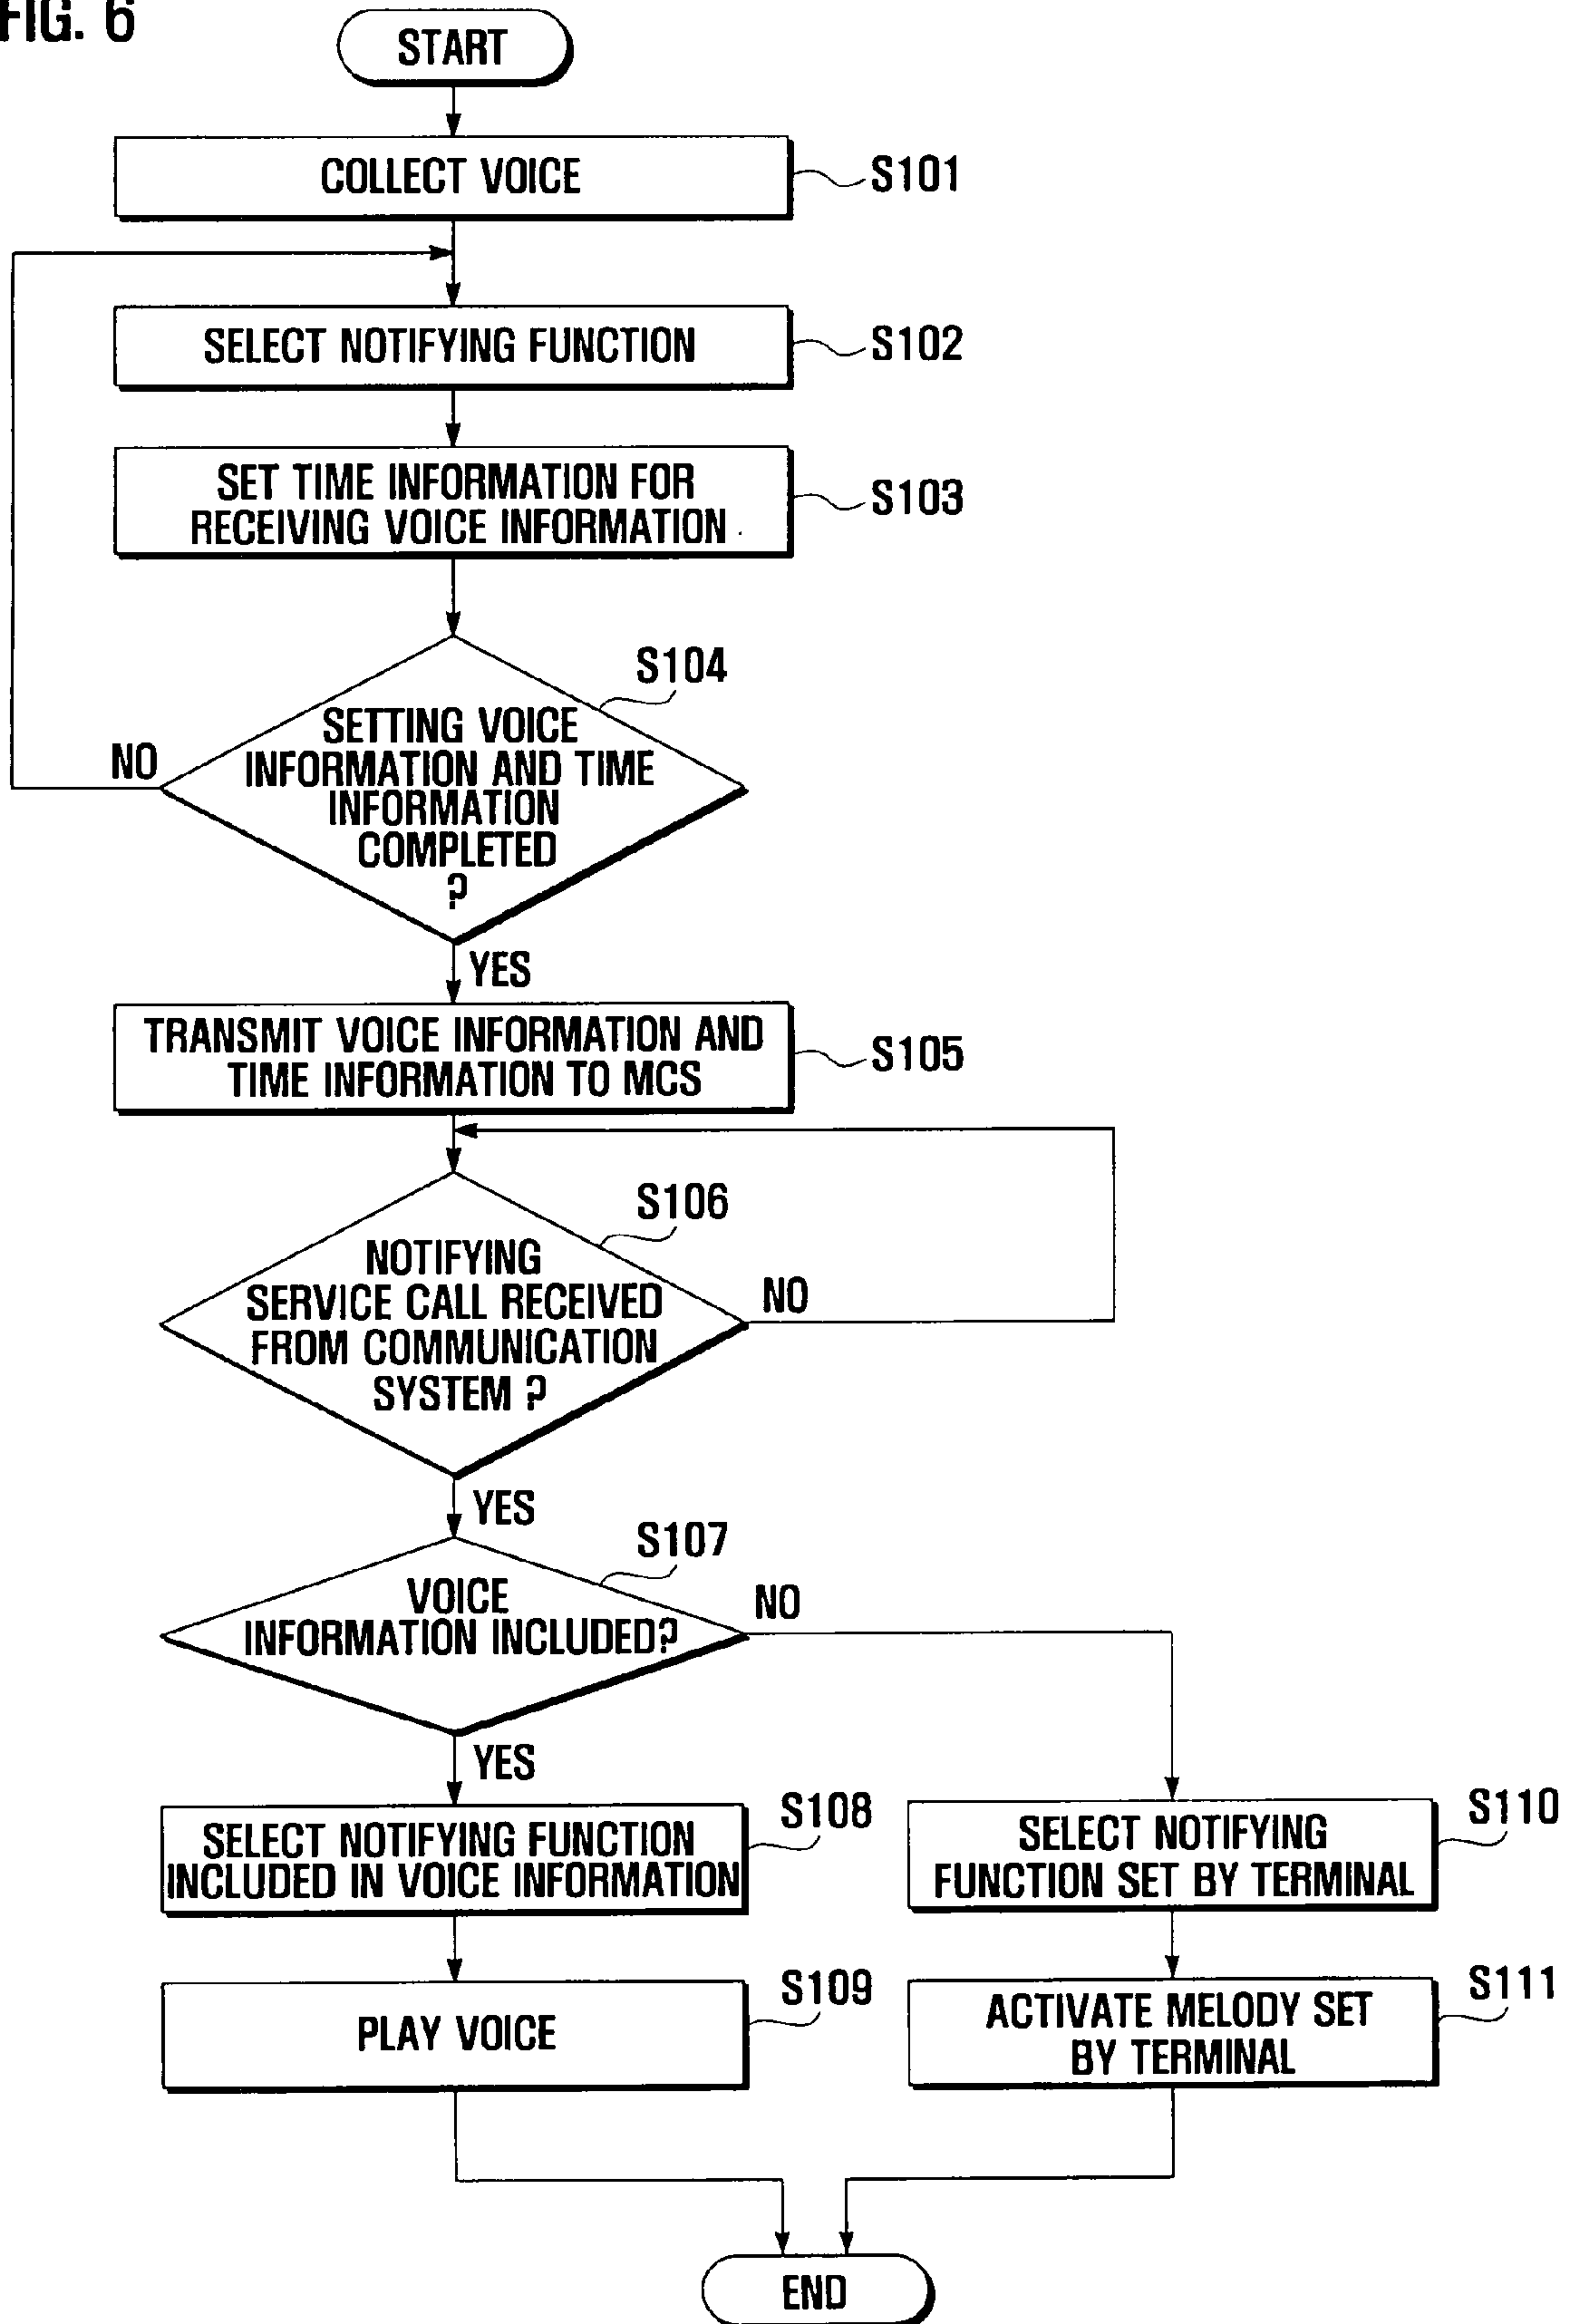 FIG. 6
START
COLLECT VOICE
S101
SELECT NOTIFYING FUNCTION
S102
SET TIME INFORMATION FOR
RECEIVING VOICE INFORMATION
S103
S104
SETTING VOICE
INFORMATION AND TIME
INFORMATION
COMPLETED
?
NO
YES
TRANSMIT VOICE INFORMATION AND
TIME INFORMATION TO MCS
S105
S106
NOTIFYING
SERVICE CALL RECEIVED
FROM COMMUNICATION
SYSTEM ?
NO
YES
S107
VOICE
INFORMATION INCLUDED?
NO
YES
S108
SELECT NOTIFYING FUNCTION
INCLUDED IN VOICE INFORMATION
S110
SELECT NOTIFYING
FUNCTION SET BY TERMINAL
S109
PLAY VOICE
S111
ACTIVATE MELODY SET
BY TERMINAL
END